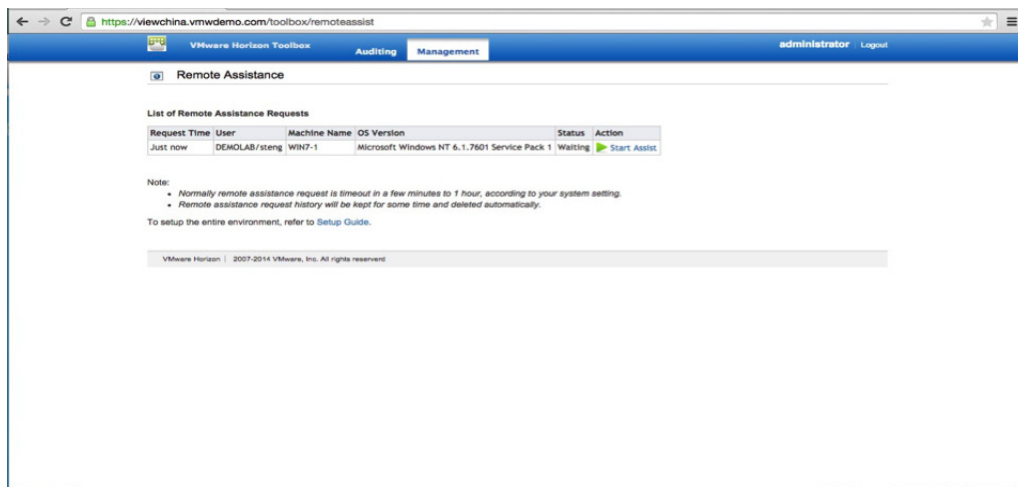 https://viewchina.vmwdemo.com/toolbox/remoteassist
VMware Horizon Toolbox Auditing Management administrator Logout
Remote Assistance
List of Remote Assistance Requests
Request Time User Machine Name OS Version Status Action
Just now DEMOLAB/steng WIN7-1 Microsoft Windows NT 6.1.7601 Service Pack 1 Waiting Start Assist
Note:
• Normally remote assistance request is timeout in a few minutes to 1 hour, according to your system setting.
• Remote assistance request history will be kept for some time and deleted automatically.
To setup the entire environment, refer to Setup Guide.
VMware Horizon | 2007-2014 VMware, Inc. All rights reserverd